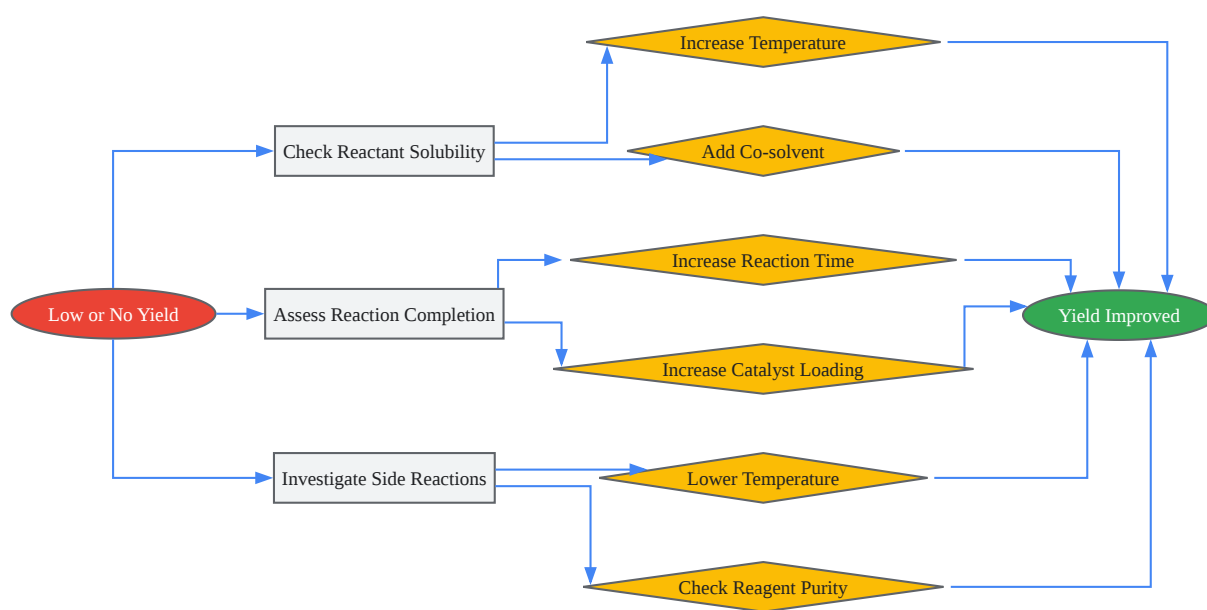 Increase Temperature
Check Reactant Solubility
Add Co-solvent
Increase Reaction Time
Low or No Yield
Assess Reaction Completion
Yield Improved
Increase Catalyst Loading
Investigate Side Reactions
Lower Temperature
Check Reagent Purity